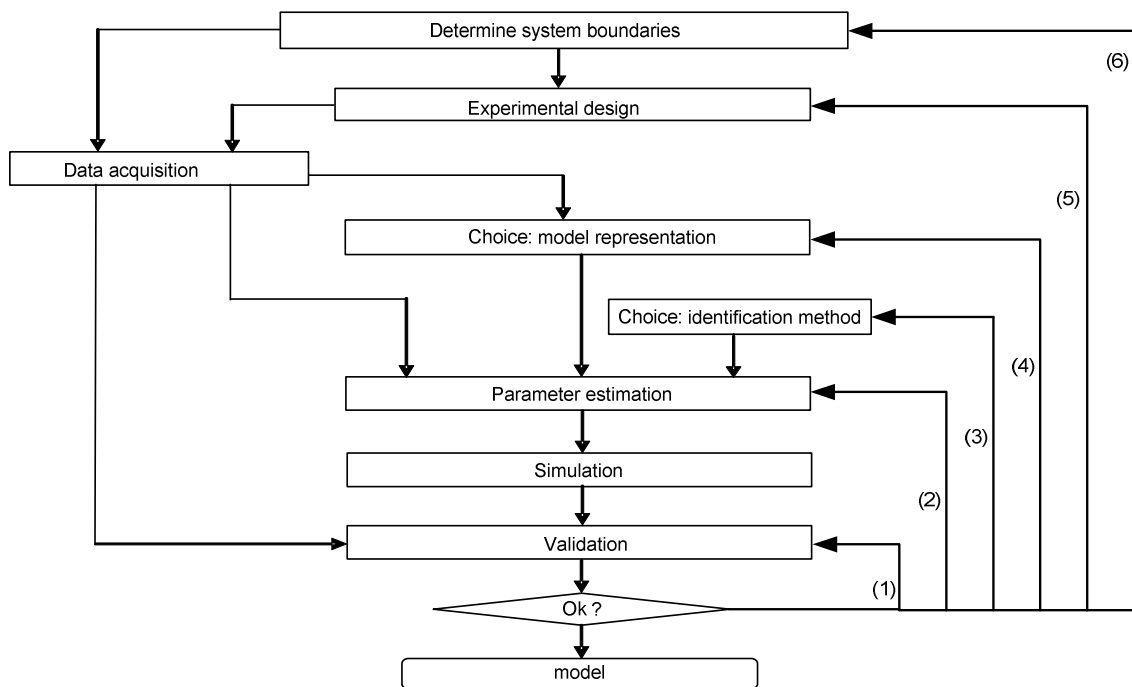 Determine system boundaries
(6)
Experimental design
Data acquisition
(5)
Choice: model representation
Choice: identification method
(4)
Parameter estimation
(3)
Simulation
(2)
Validation
(1)
Ok ?
model